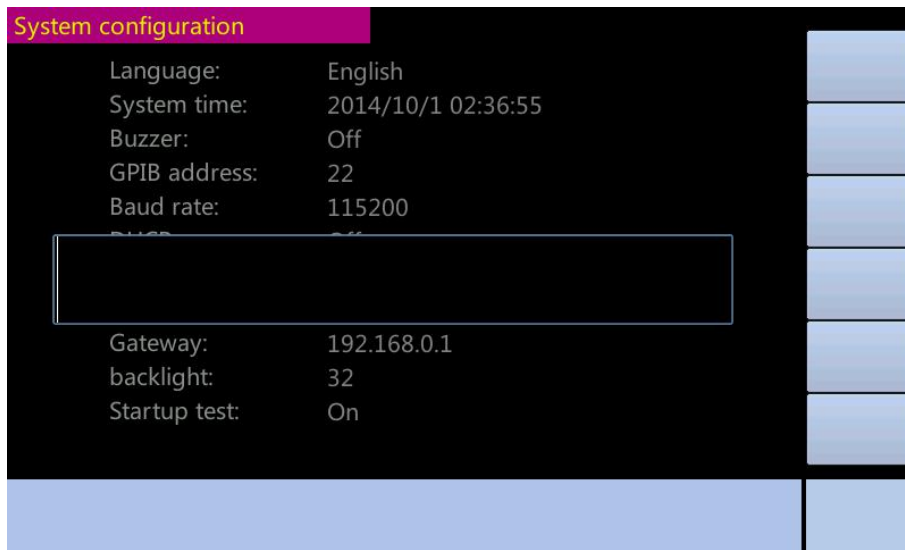 System configuration
Language: English
System time: 2014/10/1 02:36:55
Buzzer: Off
GPIB address: 22
Baud rate: 115200
Gateway: 192.168.0.1
backlight: 32
Startup test: On